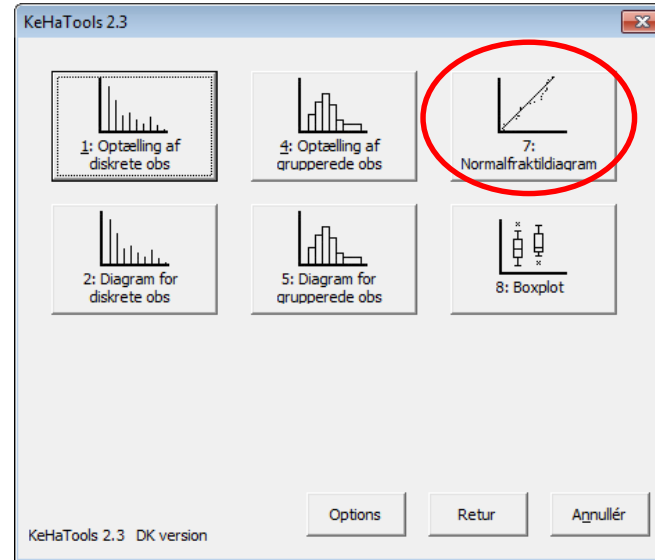 KeHaTools 2.3
1: Optælling af
diskrete obs
4: Optælling af
grupperede obs
7:
Normalfraktildiagram
2: Diagram for
diskrete obs
5: Diagram for
grupperede obs
8: Boxplot
Options
Retur
Annullér
KeHaTools 2.3 DK version